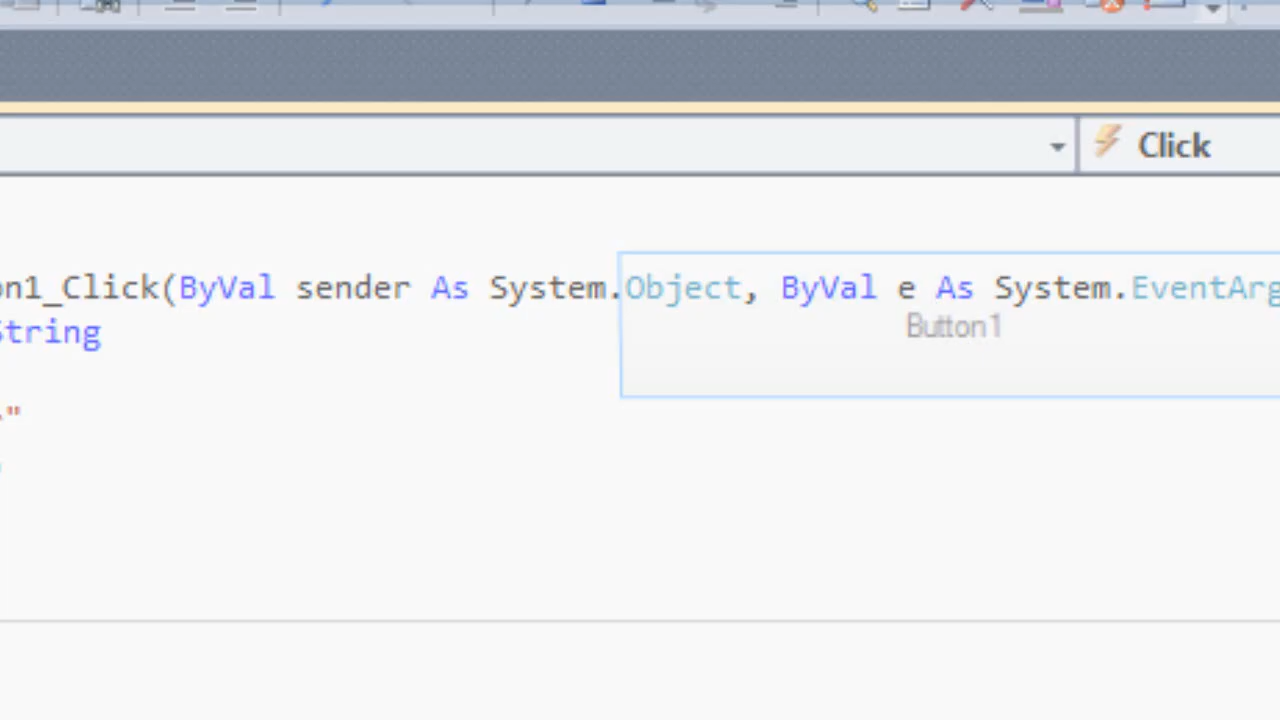 Click
on1_Click(ByVal sender As System.Object, ByVal e As System.EventArg
String
Button1
"